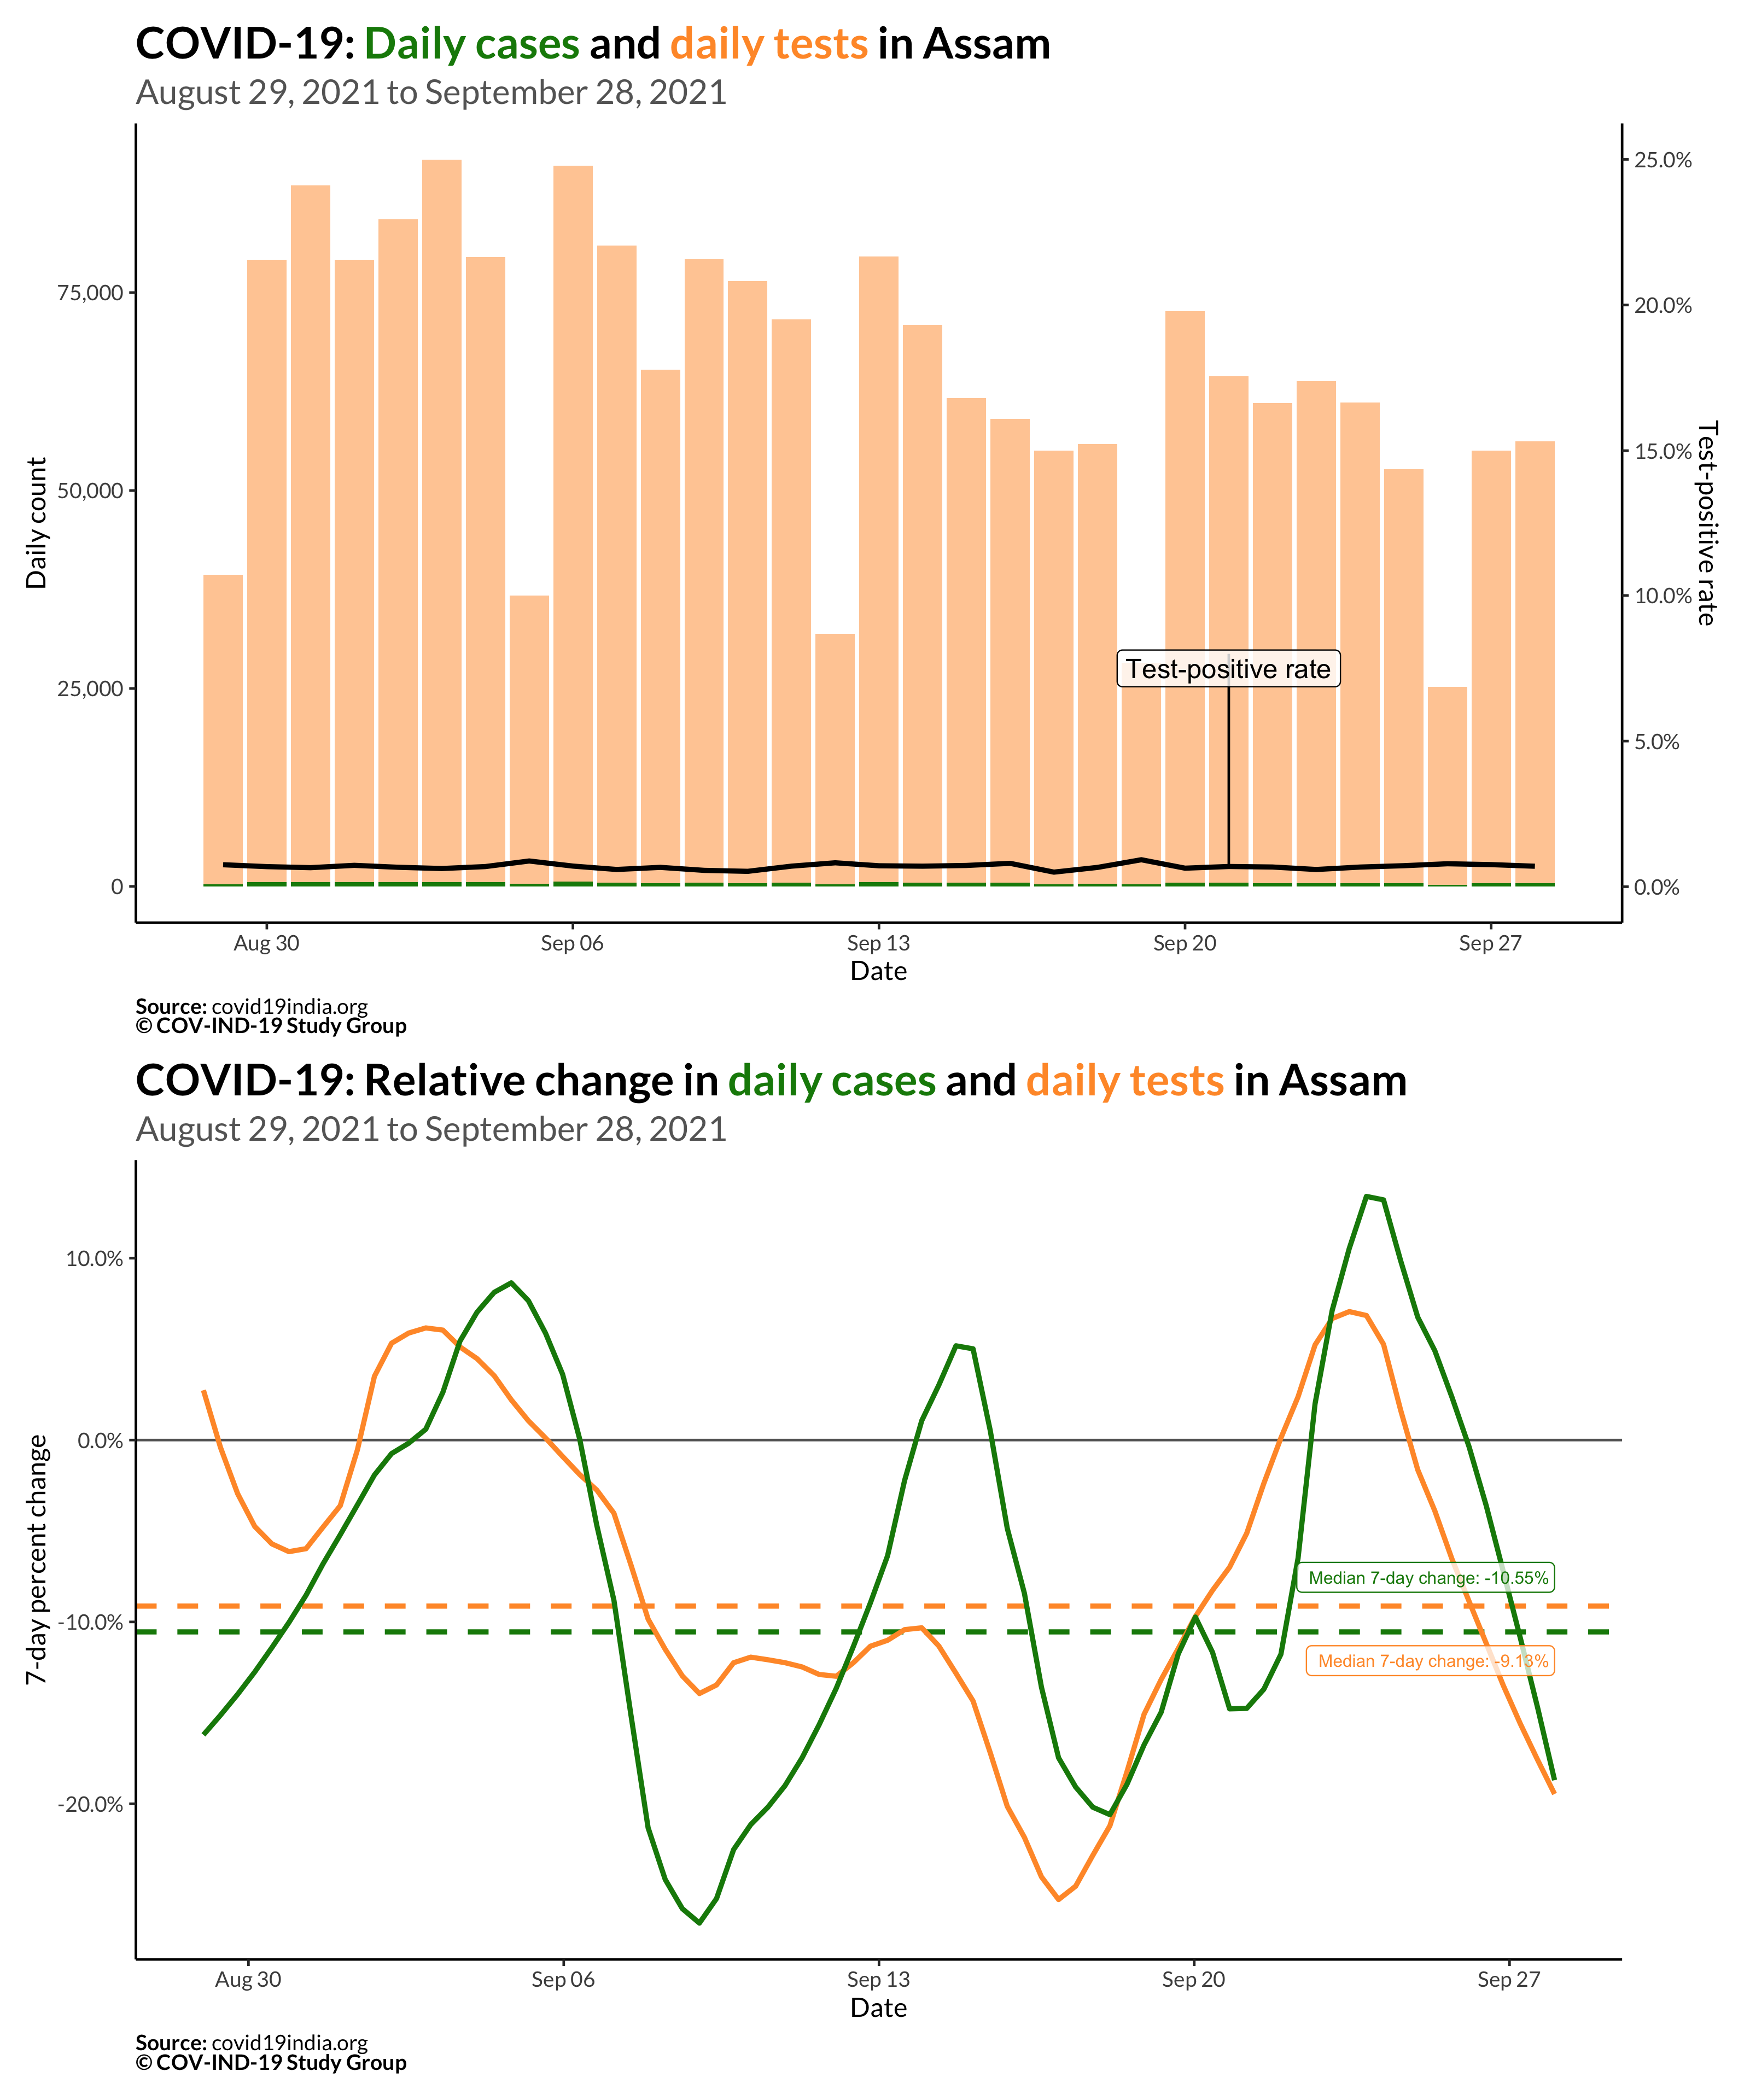 COVID-19: Daily cases and daily tests in Assam
August 29, 2021 to September 28, 2021
25.0%
20.0%
75,000
15.0%
50,000
10.0%
25,000
5.0%
0
0.0%
Daily count
Test-positive rate
Test-positive rate
Aug 30 Sep 06 Sep 13 Sep 20 Sep 27
Date
Source: covid19india.org
© COV-IND-19 Study Group
COVID-19: Relative change in daily cases and daily tests in Assam
August 29, 2021 to September 28, 2021
10.0%
0.0%
-10.0%
-20.0%
7-day percent change
Median 7-day change: -10.55%
Median 7-day change: -9.13%
Aug 30 Sep 06 Sep 13 Sep 20 Sep 27
Date
Source: covid19india.org
© COV-IND-19 Study Group